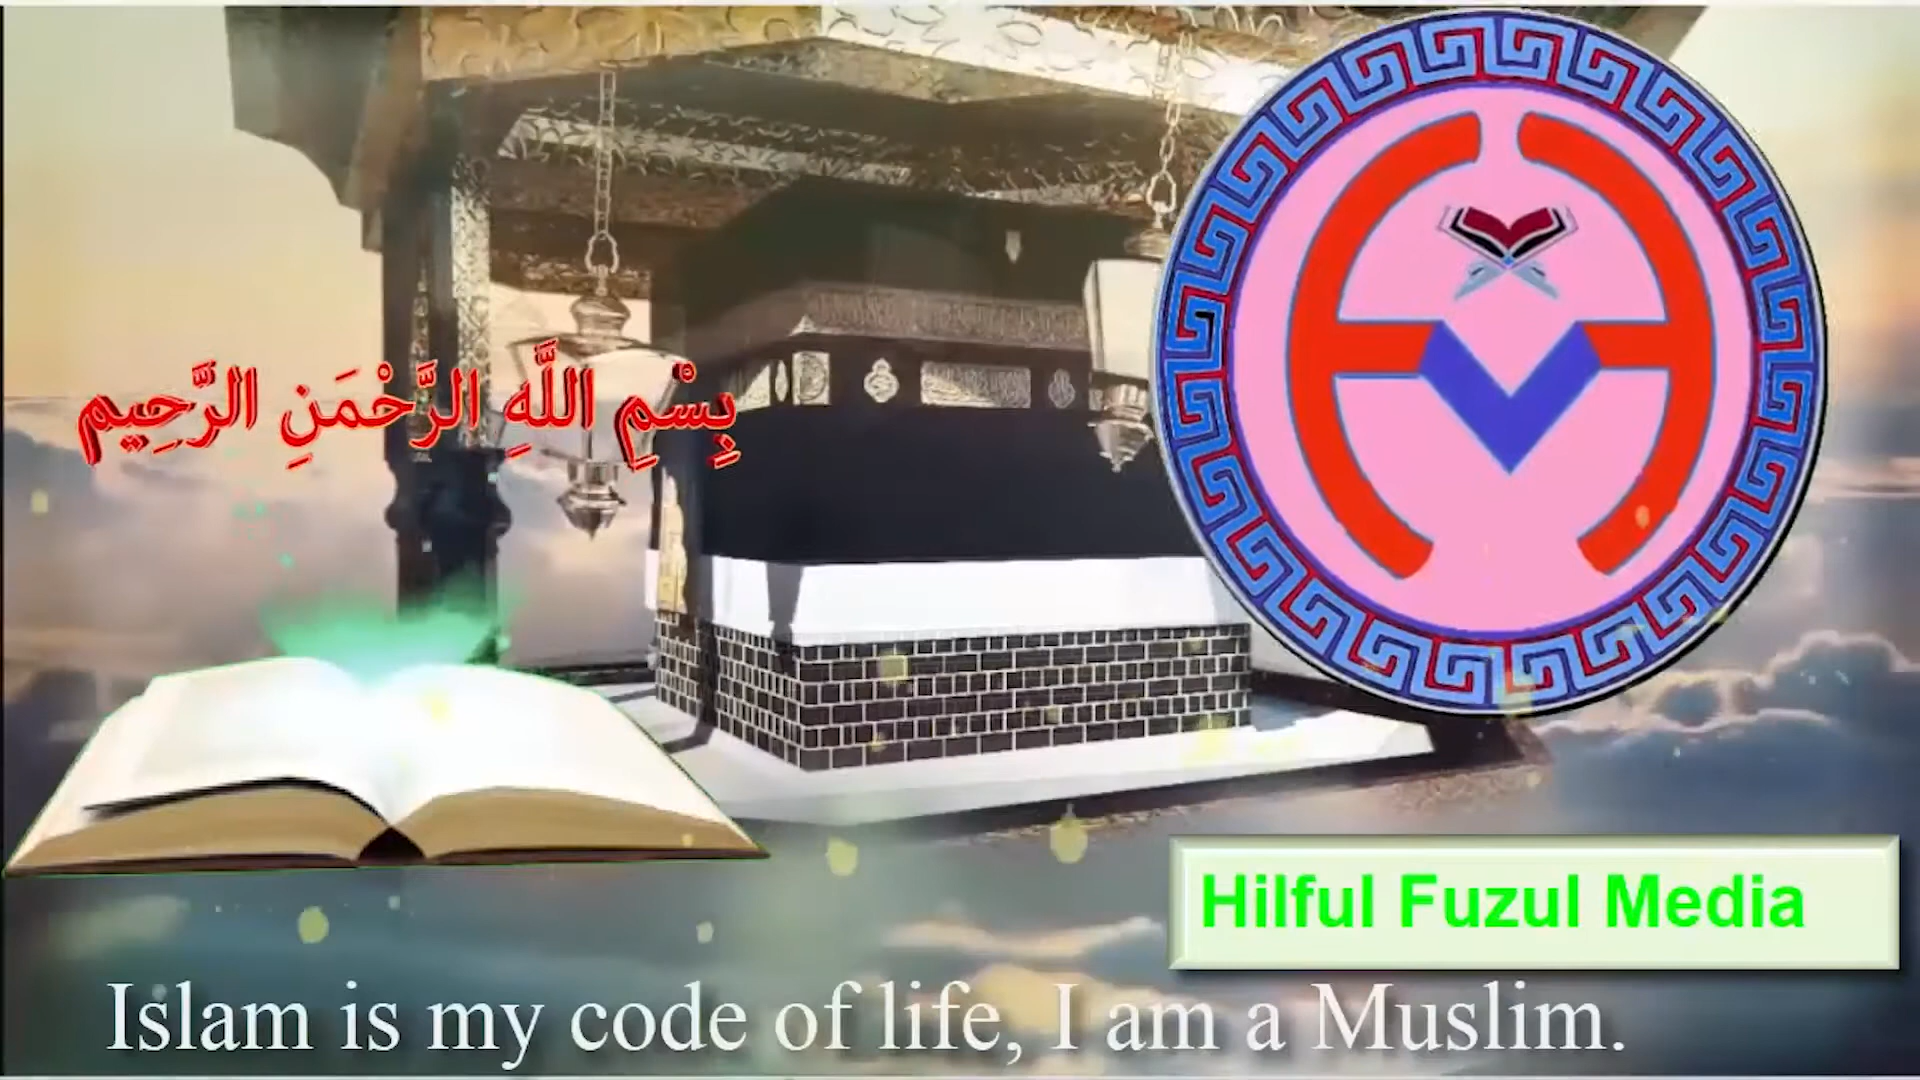 بِسْمِ اللَّهِ الرَّحْمَنِ الرَّحِيم
Hilful Fuzul Media
Islam is my code of life, I am a Muslim.